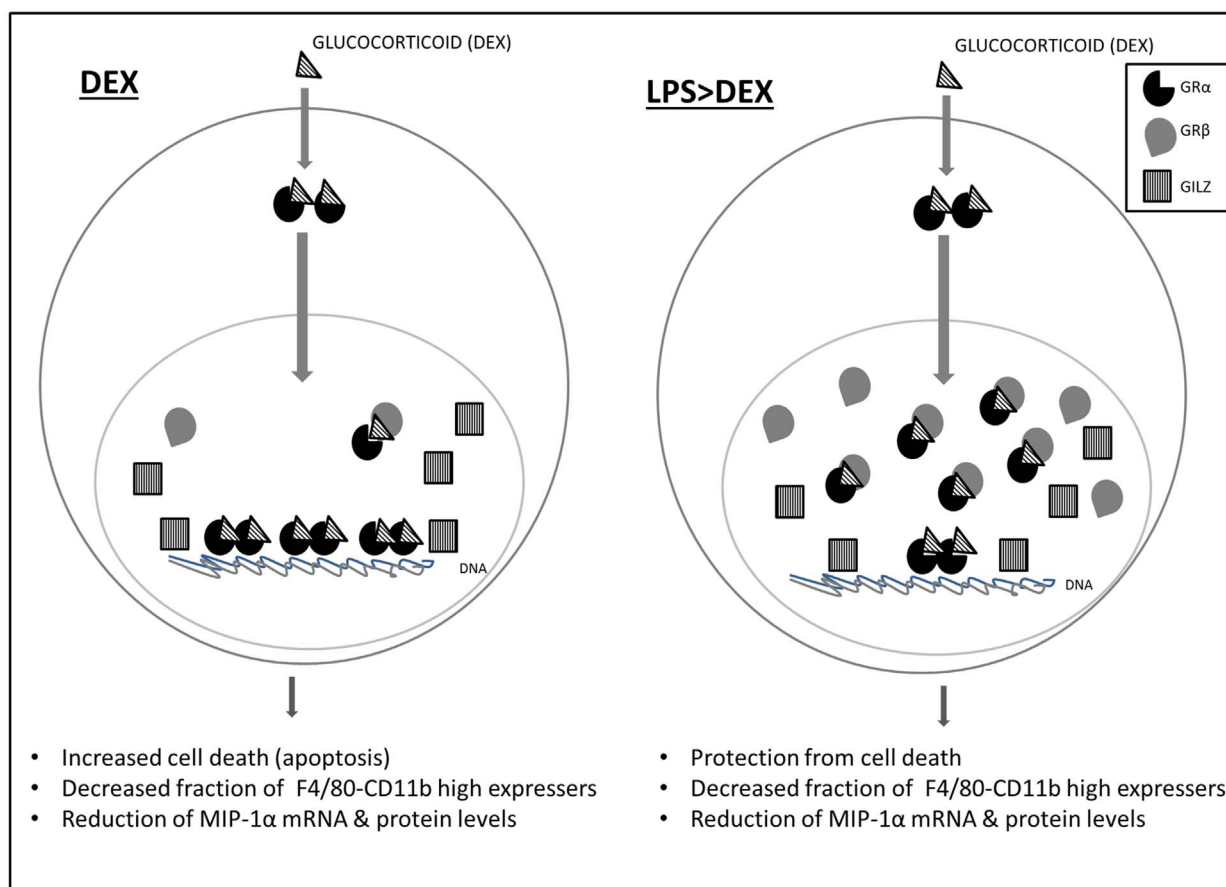 GLUCOCORTICOID (DEX)
DEX
DNA
• Increased cell death (apoptosis)
• Decreased fraction of F4/80-CD11b high expressers
• Reduction of MIP-1α mRNA & protein levels
GLUCOCORTICOID (DEX)
LPS>DEX
GRα
GRβ
GILZ
DNA
• Protection from cell death
• Decreased fraction of F4/80-CD11b high expressers
• Reduction of MIP-1α mRNA & protein levels